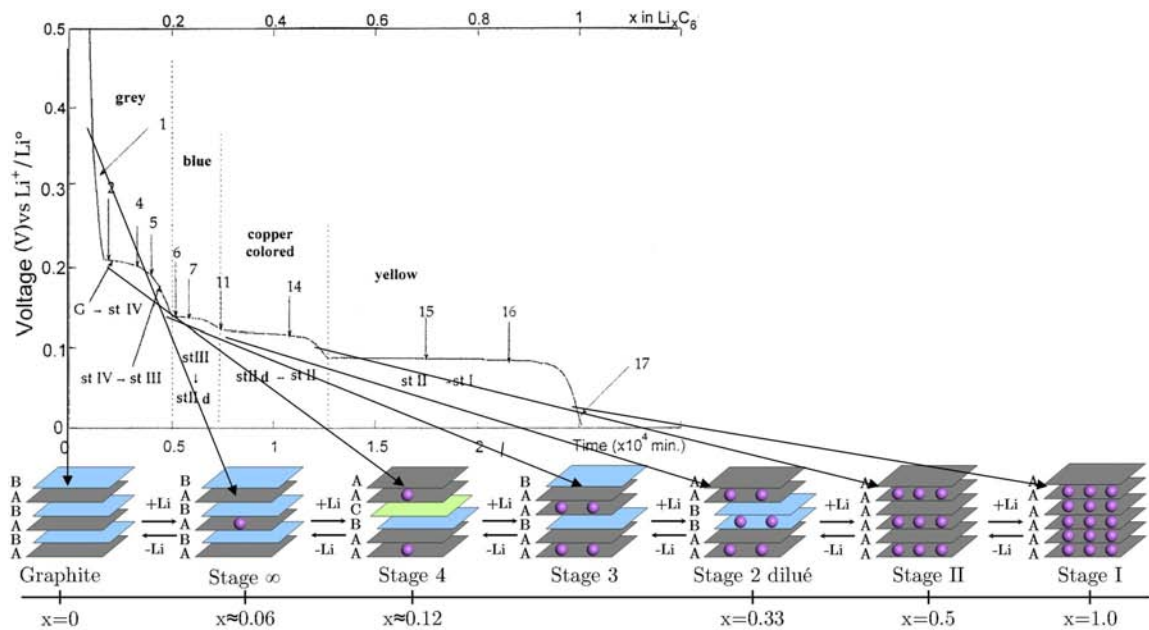 0 0.2 0.4 0.6 0.8 1 x in LixC6
0.5
grey
0.4
1
blue
0.3
2
4
5
copper
colored
yellow
6
7
11
14
15
16
0.2
G → st IV
17
0.1
st IV → st III
stIII
↓
stII d
stII d -- st II
st II → st I
0
Voltage (V) vs Li+/Li°
0 0.5 1 1.5 2 Time (x10⁴ min.)
B
A
B
A
B
A
+Li
-Li
B
A
B
A
B
A
+Li
-Li
A
A
C
B
A
A
+Li
-Li
B
A
A
B
A
A
+Li
-Li
A
A
B
B
A
A
+Li
-Li
A
A
A
A
A
A
+Li
-Li
A
A
A
A
A
A
Graphite Stage ∞ Stage 4 Stage 3 Stage 2 dilué Stage II Stage I
x=0 x≈0.06 x≈0.12 x=0.33 x=0.5 x=1.0